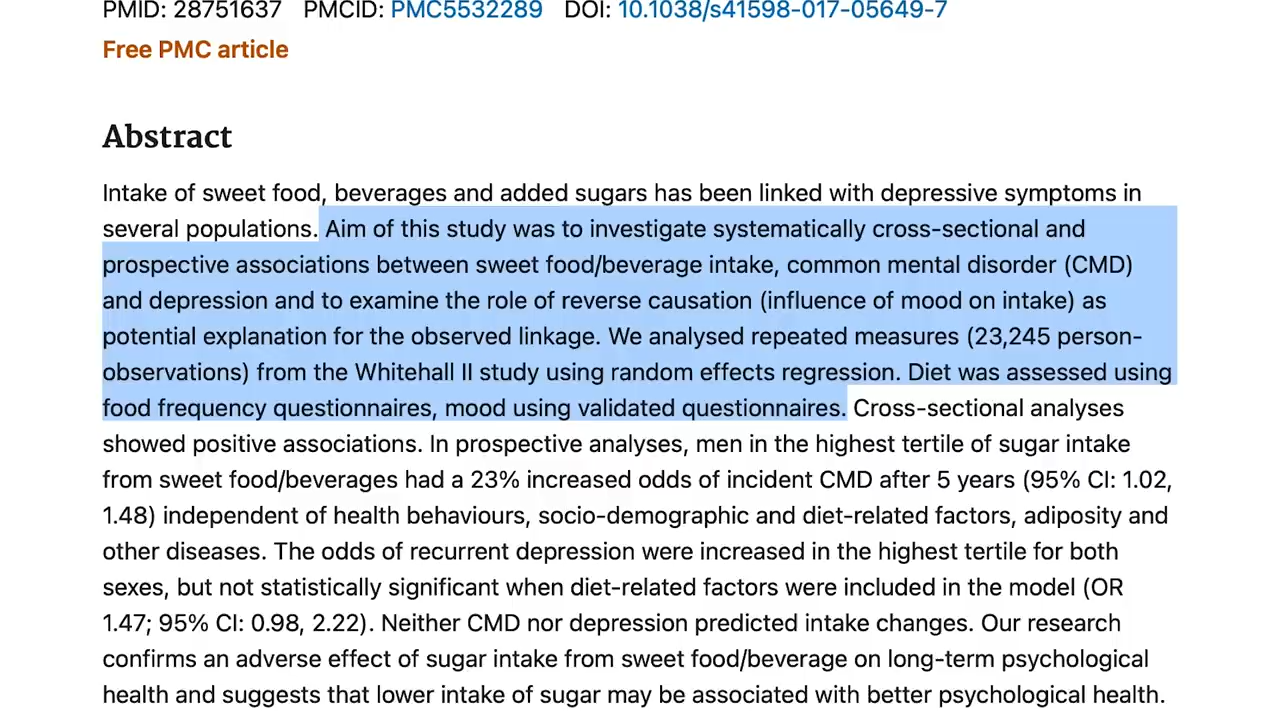 PMID: 28751637 PMCID: PMC5532289 DOI: 10.1038/s41598-017-05649-7
Free PMC article
Abstract
Intake of sweet food, beverages and added sugars has been linked with depressive symptoms in
several populations. Aim of this study was to investigate systematically cross-sectional and
prospective associations between sweet food/beverage intake, common mental disorder (CMD)
and depression and to examine the role of reverse causation (influence of mood on intake) as
potential explanation for the observed linkage. We analysed repeated measures (23,245 person-
observations) from the Whitehall II study using random effects regression. Diet was assessed using
food frequency questionnaires, mood using validated questionnaires. Cross-sectional analyses
showed positive associations. In prospective analyses, men in the highest tertile of sugar intake
from sweet food/beverages had a 23% increased odds of incident CMD after 5 years (95% CI: 1.02,
1.48) independent of health behaviours, socio-demographic and diet-related factors, adiposity and
other diseases. The odds of recurrent depression were increased in the highest tertile for both
sexes, but not statistically significant when diet-related factors were included in the model (OR
1.47; 95% CI: 0.98, 2.22). Neither CMD nor depression predicted intake changes. Our research
confirms an adverse effect of sugar intake from sweet food/beverage on long-term psychological
health and suggests that lower intake of sugar may be associated with better psychological health.